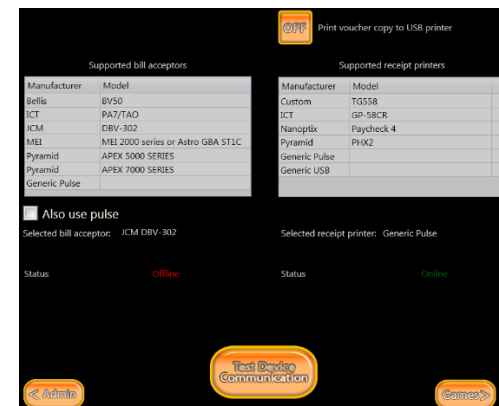 OFF Print voucher copy to USB printer
Supported bill acceptors
Manufacturer Model
Bellis BV50
ICT PA7/TAO
JCM DBV-302
MEI MEI 2000 series or Astro GBA ST1C
Pyramid APEX 5000 SERIES
Pyramid APEX 7000 SERIES
Generic Pulse
Also use pulse
Selected bill acceptor: JCM DBV-302
Status Offline
Supported receipt printers
Manufacturer Model
Custom TG558
ICT GP-58CR
Nanoptix Paycheck 4
Pyramid PHX2
Generic Pulse
Generic USB
Selected receipt printer: Generic Pulse
Status Online
Test Device
Communication
< Admin
Games >